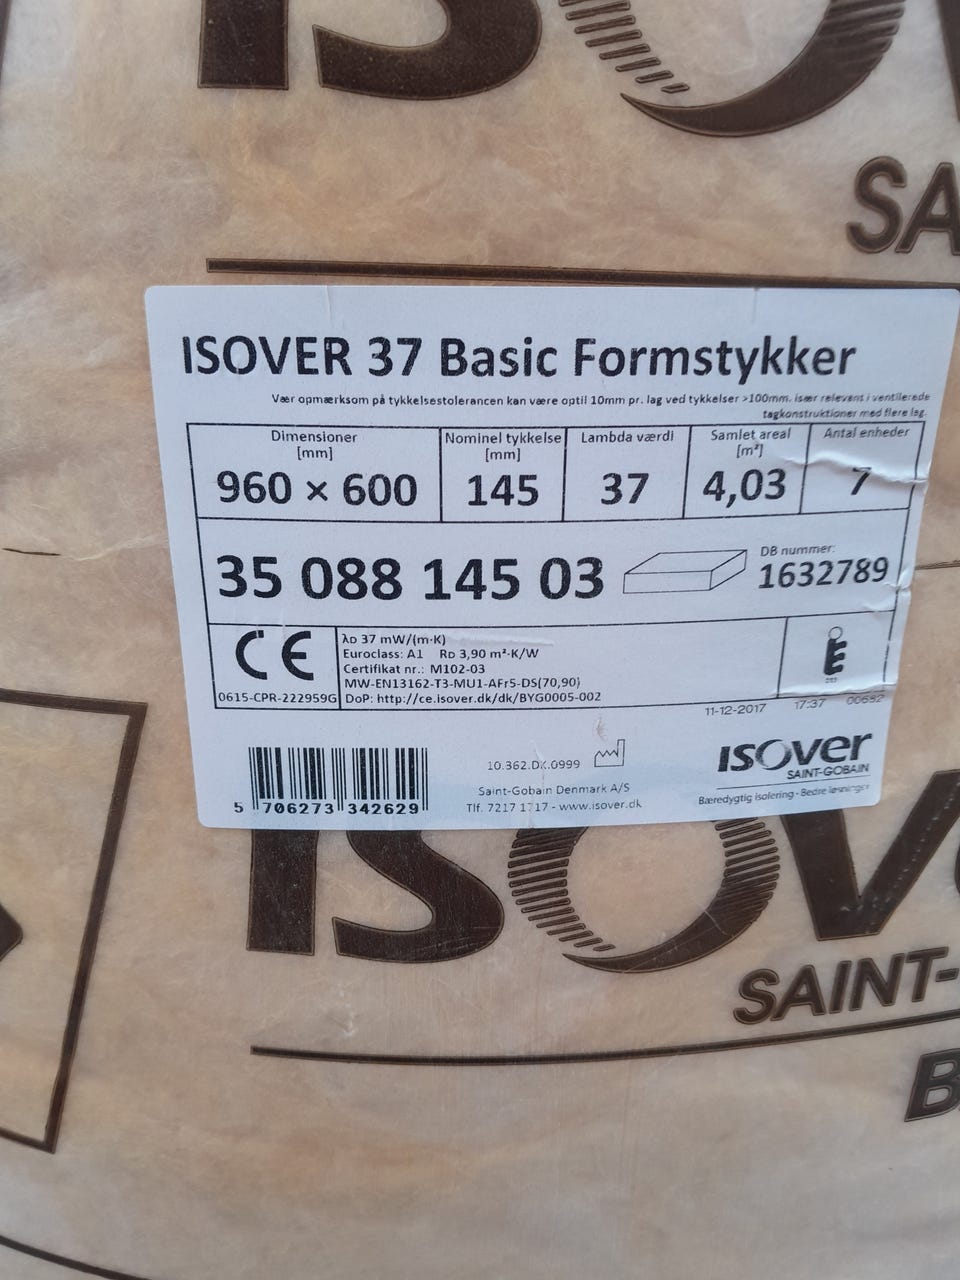 ISO
SA
ISOVER 37 Basic Formstykker
Vær opmærksom på tykkelsestolerancen kan være optil 10mm pr. lag ved tykkelser >100mm. især relevant i ventilerede
tagkonstruktioner med flere lag.
Dimensioner [mm] Nominel tykkelse [mm] Lambda værdi Samlet areal [m²] Antal enheder
960 × 600 145 37 4,03 7
35 088 145 03
DB nummer:
1632789
CE
0615-CPR-222959G
λD 37 mW/(m·K)
Euroclass: A1 RD 3,90 m²·K/W
Certifikat nr.: M102-03
MW-EN13162-T3-MU1-AFr5-DS(70,90)
DoP: http://ce.isover.dk/dk/BYG0005-002
11-12-2017 17:37 00682
5 706273 342629
10.362.DK.0999
Saint-Gobain Denmark A/S
Tlf. 7217 1717 - www.isover.dk
isover
SAINT-GOBAIN
Bæredygtig isolering - Bedre løsninger
ISOV
SAINT-
B